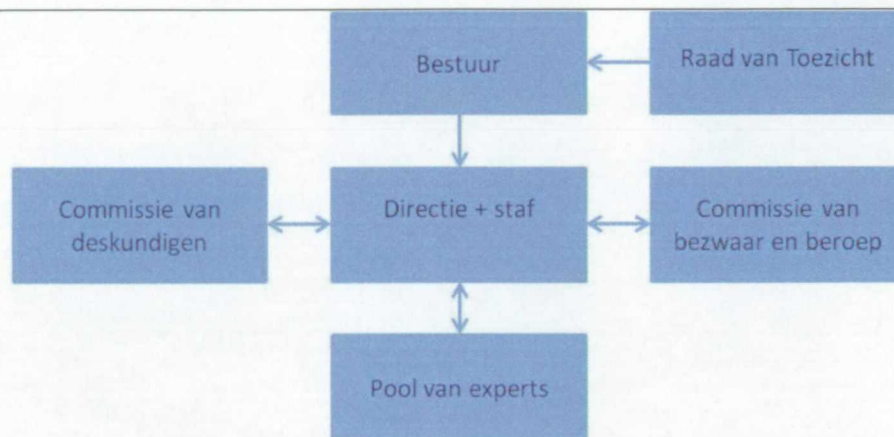 Bestuur
Raad van Toezicht
Commissie van
deskundigen
Directie + staf
Commissie van
bezwaar en beroep
Pool van experts